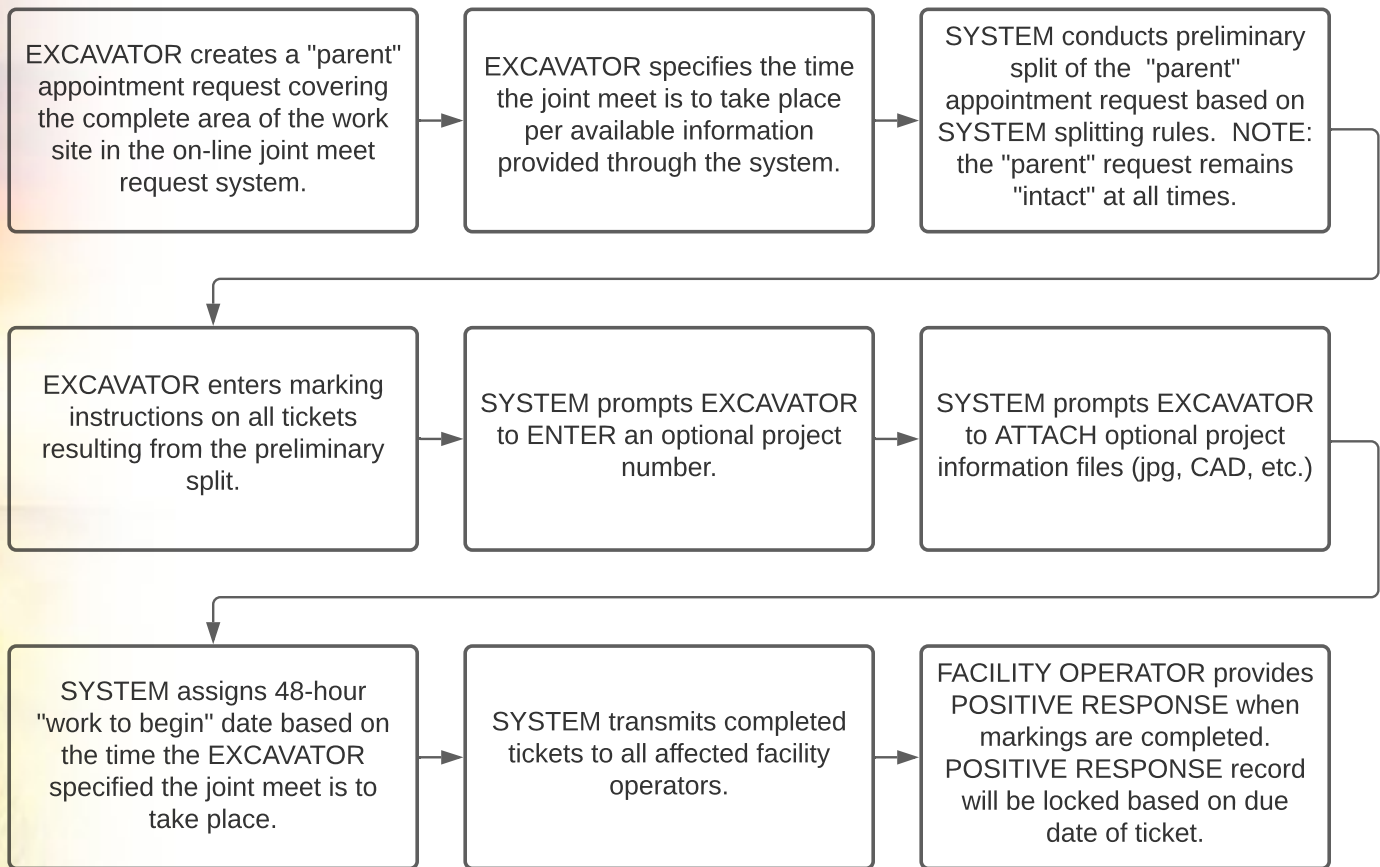 EXCAVATOR creates a "parent"
appointment request covering
the complete area of the work
site in the on-line joint meet
request system.
EXCAVATOR specifies the time
the joint meet is to take place
per available information
provided through the system.
SYSTEM conducts preliminary
split of the  "parent"
appointment request based on
SYSTEM splitting rules.  NOTE:
the "parent" request remains
"intact" at all times.
EXCAVATOR enters marking
instructions on all tickets
resulting from the preliminary
split.
SYSTEM prompts EXCAVATOR
to ENTER an optional project
number.
SYSTEM prompts EXCAVATOR
to ATTACH optional project
information files (jpg, CAD, etc.)
SYSTEM assigns 48-hour
"work to begin" date based on
the time the EXCAVATOR
specified the joint meet is to
take place.
SYSTEM transmits completed
tickets to all affected facility
operators.
FACILITY OPERATOR provides
POSITIVE RESPONSE when
markings are completed.
POSITIVE RESPONSE record
will be locked based on due
date of ticket.